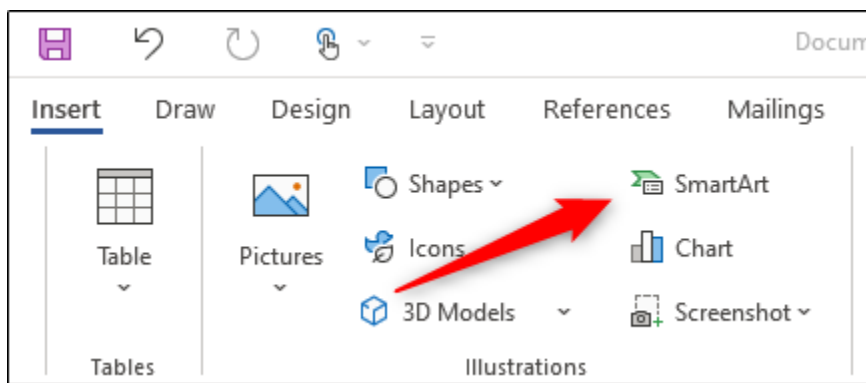 Docum
Insert Draw Design Layout References Mailings
Shapes SmartArt
Table Pictures Icons Chart
3D Models Screenshot
Tables Illustrations